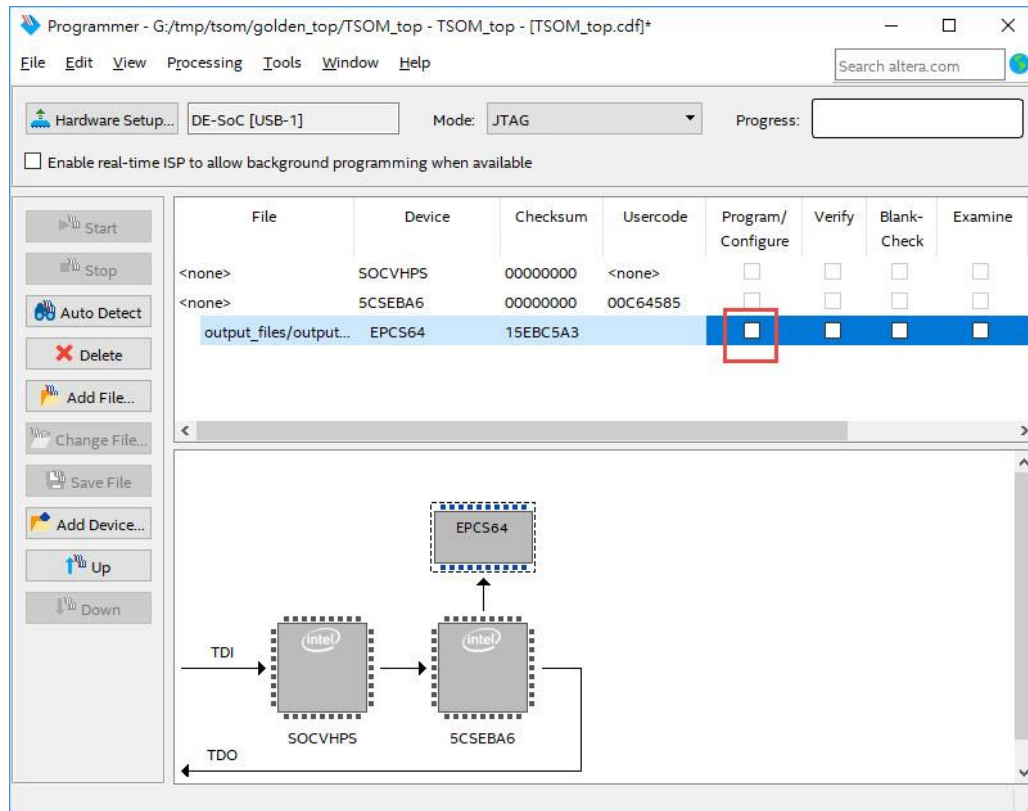 Programmer - G:/tmp/tsom/golden_top/TSOM_top - TSOM_top - [TSOM_top.cdf]*
File Edit View Processing Tools Window Help
Search altera.com
Hardware Setup... DE-SoC [USB-1] Mode: JTAG Progress:
Enable real-time ISP to allow background programming when available
Start
Stop
Auto Detect
Delete
Add File...
Change File...
Save File
Add Device...
Up
Down
File Device Checksum Usercode Program/ Verify Blank- Examine
Configure Check
<none> SOCVHPS 00000000 <none>
<none> 5CSEBA6 00000000 00C64585
output_files/output... EPCS64 15EBC5A3
EPCS64
intel intel
TDI
SOCVHPS 5CSEBA6
TDO